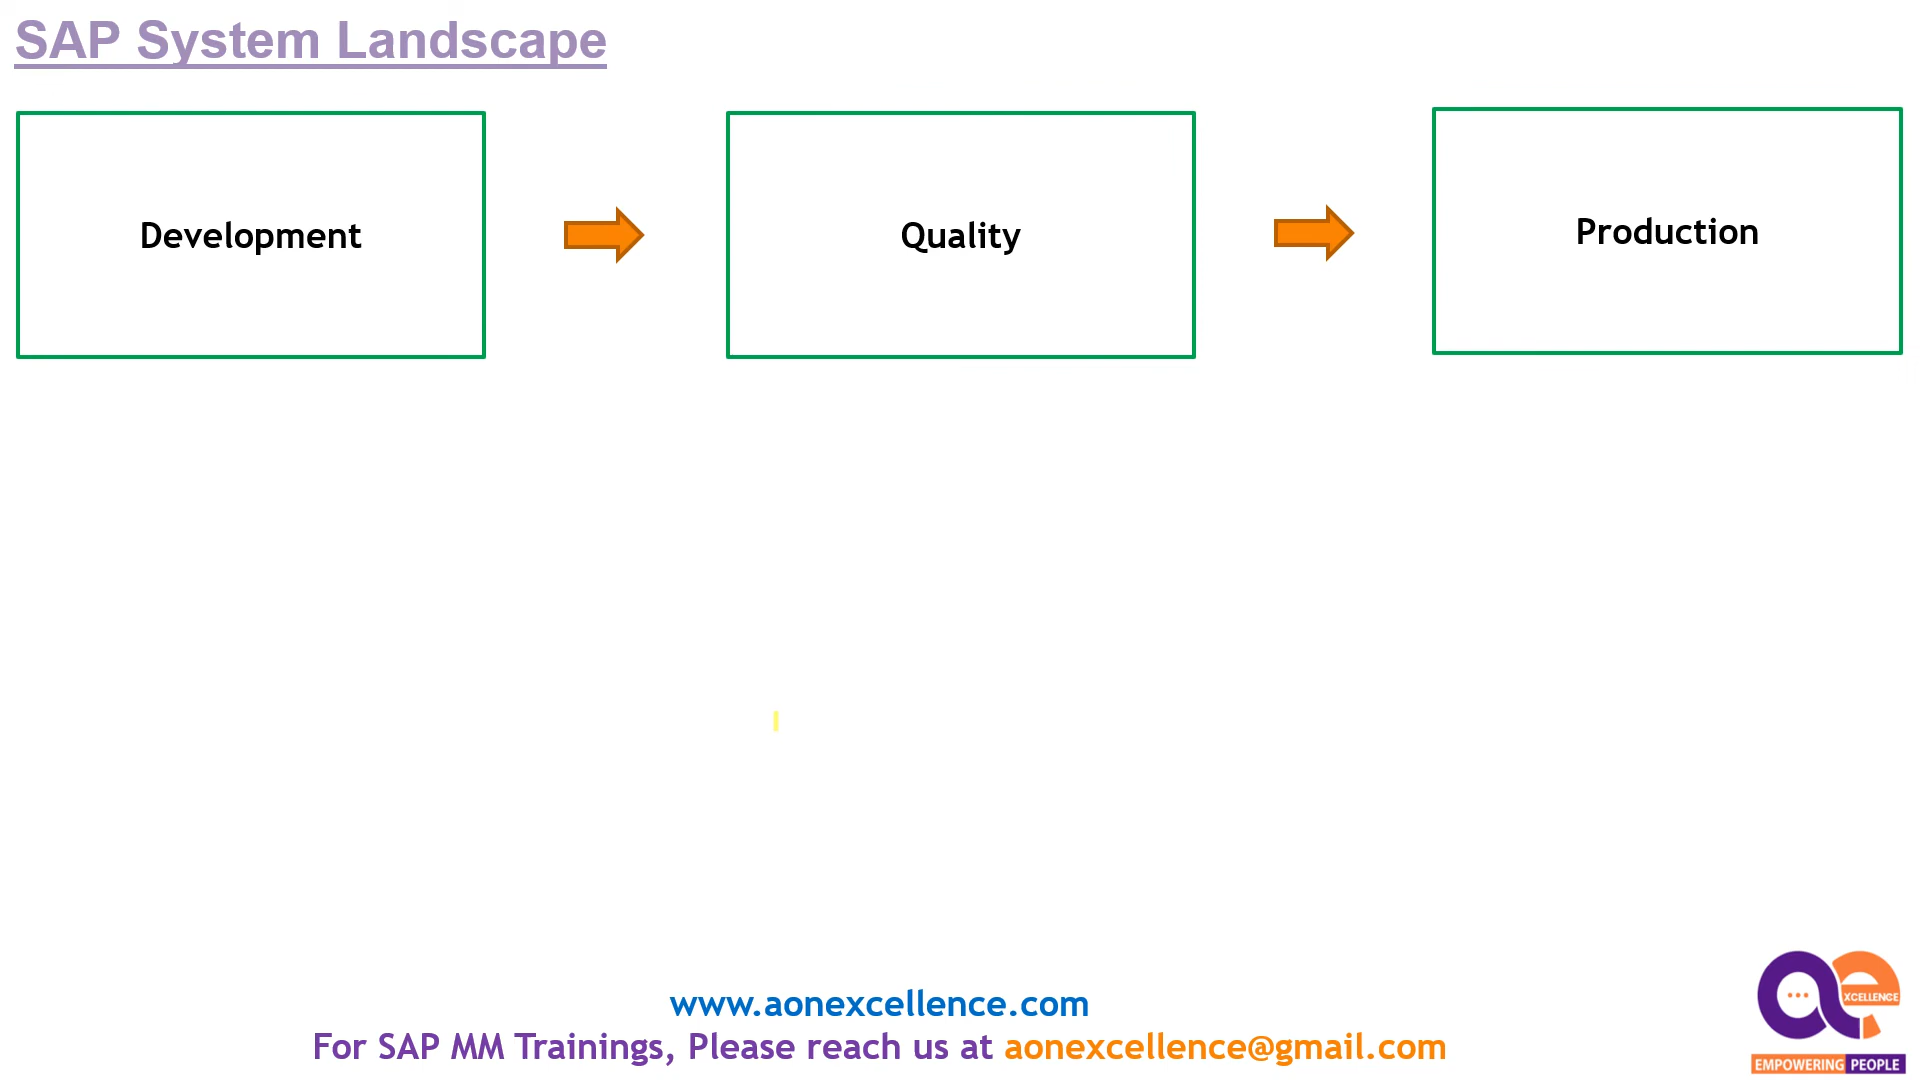 SAP System Landscape
Development
Quality
Production
www.aonexcellence.com
For SAP MM Trainings, Please reach us at aonexcellence@gmail.com
ae
XCELLENCE
EMPOWERING PEOPLE